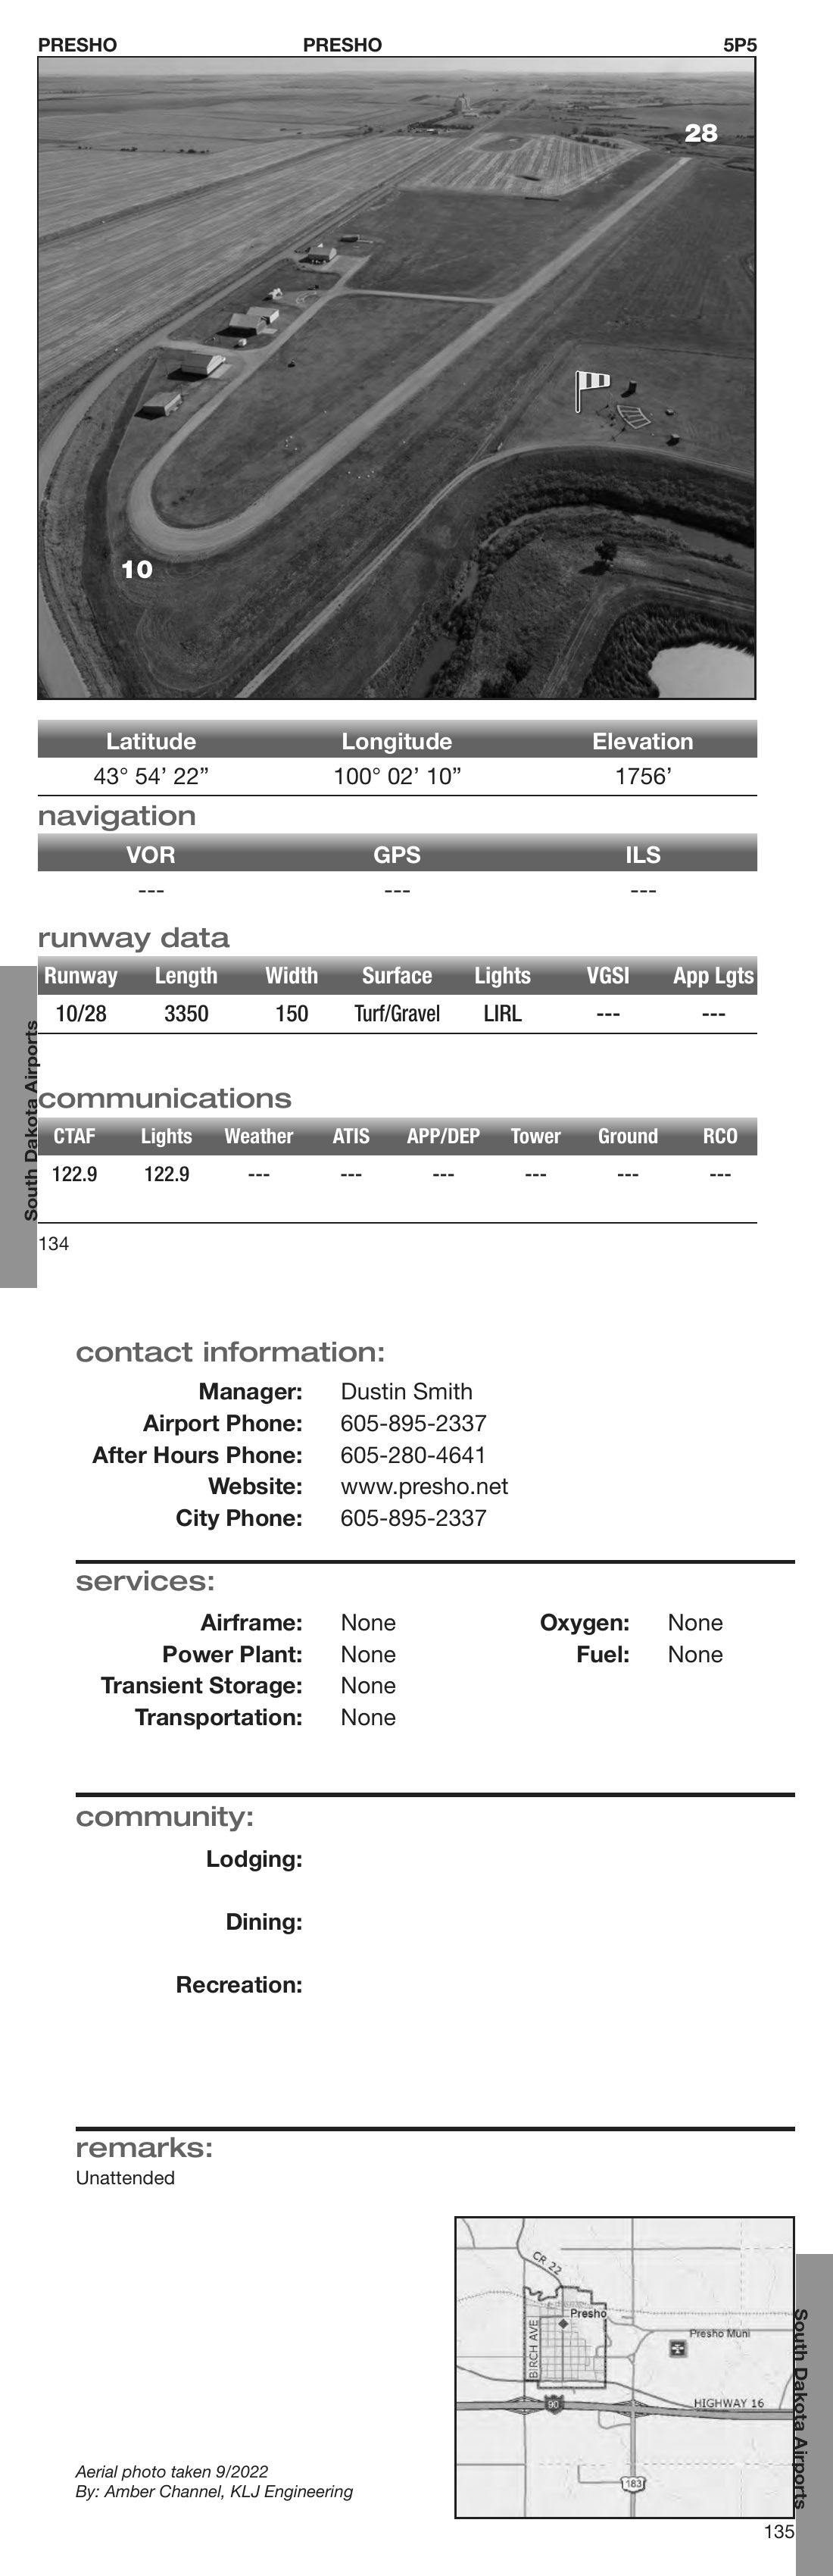 PRESHO PRESHO 5P5
28
10
Latitude Longitude Elevation
43° 54’ 22” 100° 02’ 10” 1756’
navigation
VOR GPS ILS
--- --- ---
runway data
Runway Length Width Surface Lights VGSI App Lgts
10/28 3350 150 Turf/Gravel LIRL --- ---
South Dakota Airports
communications
CTAF Lights Weather ATIS APP/DEP Tower Ground RCO
122.9 122.9 --- --- --- --- --- ---
134
contact information:
Manager: Dustin Smith
Airport Phone: 605-895-2337
After Hours Phone: 605-280-4641
Website: www.presho.net
City Phone: 605-895-2337
services:
Airframe: None Oxygen: None
Power Plant: None Fuel: None
Transient Storage: None
Transportation: None
community:
Lodging:
Dining:
Recreation:
remarks:
Unattended
CR 22
Presho
BIRCH AVE
Presho Muni
90
HIGHWAY 16
183
South Dakota Airports
Aerial photo taken 9/2022
By: Amber Channel, KLJ Engineering
135